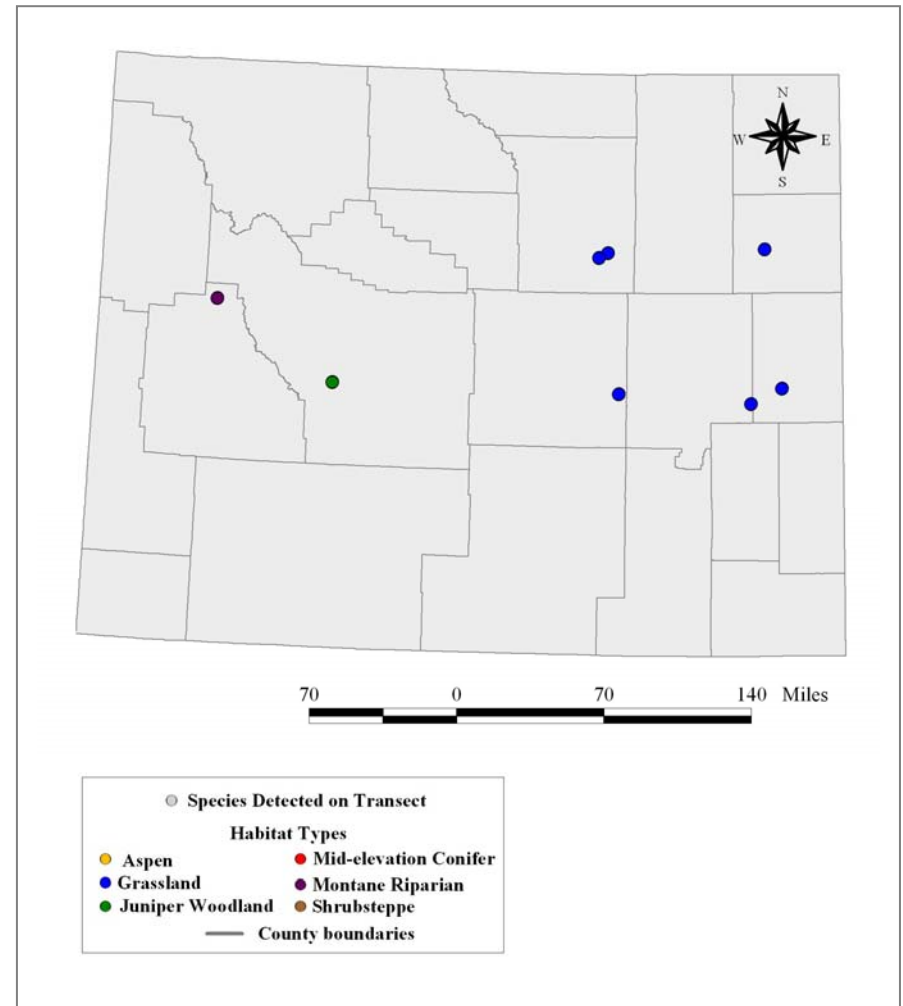 N
W E
S
70 0 70 140 Miles
Species Detected on Transect
Habitat Types
Aspen Mid-elevation Conifer
Grassland Montane Riparian
Juniper Woodland Shrubsteppe
County boundaries